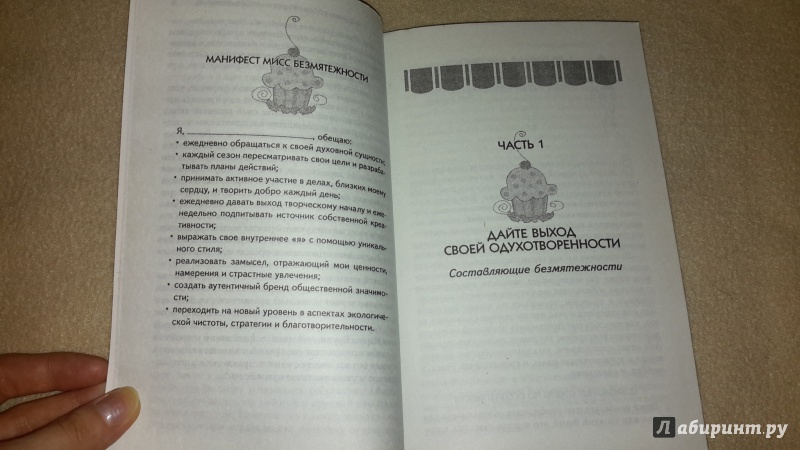 МАНИФЕСТ МИСС БЕЗМЯТЕЖНОСТИ
Я, ____________________, обещаю:
• ежедневно обращаться к своей духовной сущности;
• каждый сезон пересматривать свои цели и разраба-
тывать планы действий;
• принимать активное участие в делах, близких моему
сердцу, и творить добро каждый день;
• ежедневно давать выход творческому началу и еже-
недельно подпитывать источник собственной креа-
тивности;
• выражать свое внутреннее «я» с помощью уникаль-
ного стиля;
• реализовать замысел, отражающий мои ценности,
намерения и страстные увлечения;
• создать аутентичный бренд общественной значимо-
сти;
• переходить на новый уровень в аспектах экологиче-
ской чистоты, стратегии и благотворительности.
ЧАСТЬ 1
ДАЙТЕ ВЫХОД
СВОЕЙ ОДУХОТВОРЕННОСТИ
Составляющие безмятежности
Лабиринт.ру